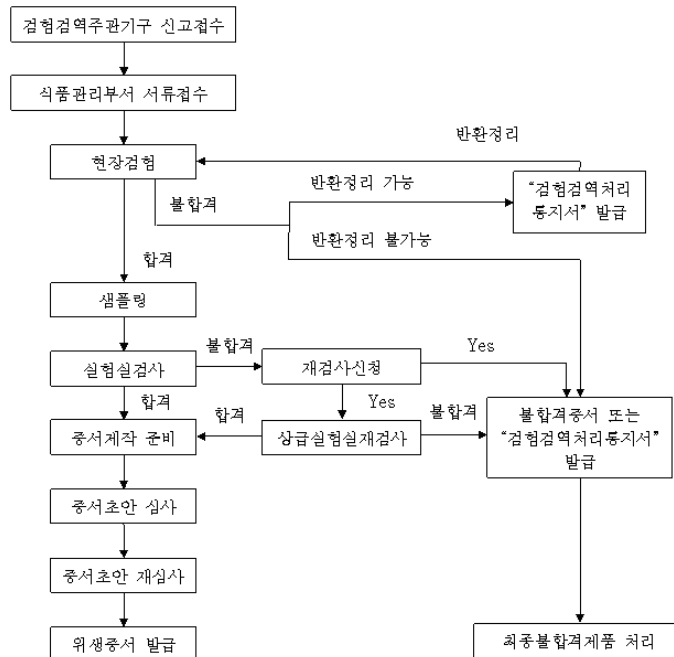 검험검역주관기구 신고접수
식품관리부서 서류접수
반환정리
현장검험
반환정리 가능
불합격
“검험검역처리
통지서” 발급
반환정리 불가능
합격
샘플링
불합격
Yes
실험실검사
재검사신청
합격
합격
Yes
불합격
불합격증서 또는
“검험검역처리통지서”
발급
증서제작 준비
상급실험실재검사
증서초안 심사
증서초안 재심사
위생증서 발급
최종불합격제품 처리